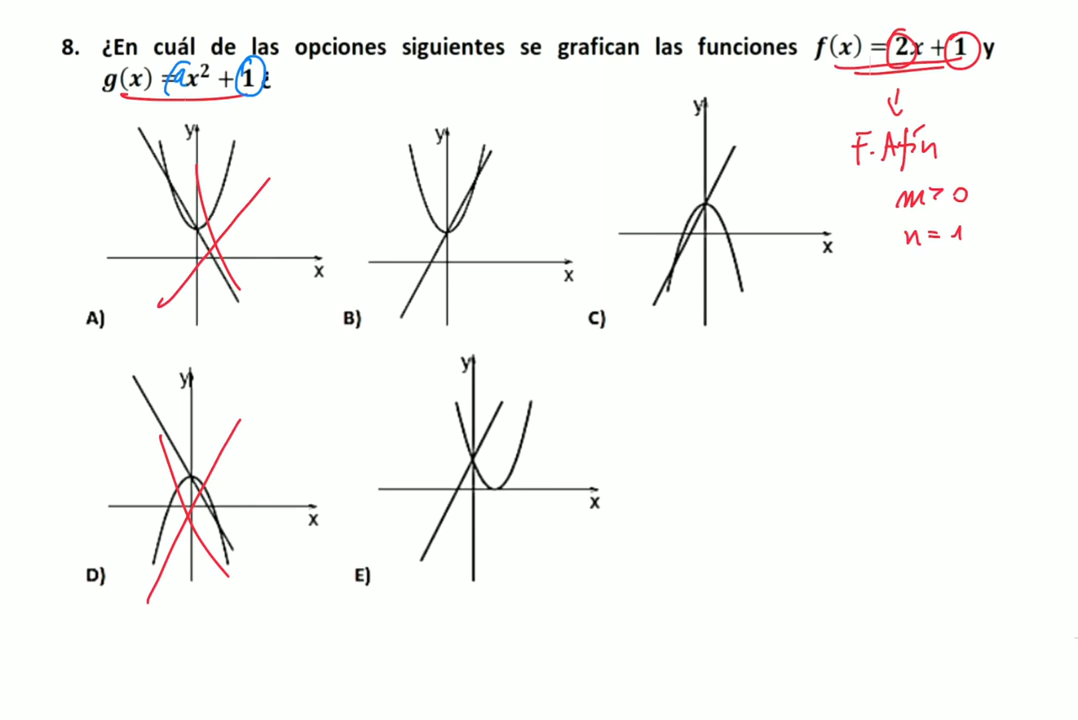 8. ¿En cuál de las opciones siguientes se grafican las funciones f(x) = 2x + 1 y
g(x) = x² + 1?
F. Afín
m > 0
n = 1
y
x
A)
y
x
B)
y
x
C)
y
x
D)
y
x
E)